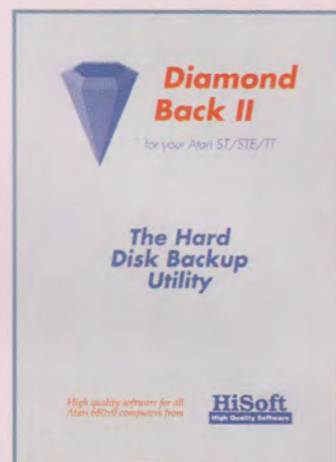 Diamond
Back II
for your Atari ST/STE/TT
The Hard
Disk Backup
Utility
High quality software for all
Atari 680x0 computers from
HiSoft
High Quality Software